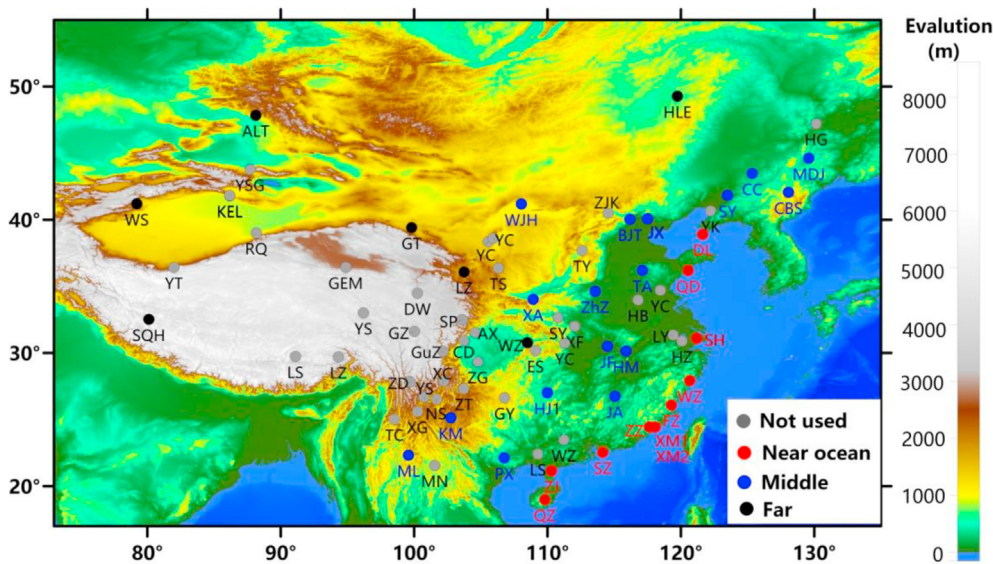 Evalution
(m)
50°
40°
30°
20°
80°
90°
100°
110°
120°
130°
8000
7000
6000
5000
4000
3000
2000
1000
0
HLE
ALT
HG
MDJ
YSG
CC
CBS
KEL
WS
WJH
ZJK
SY
YK
BJT
JX
DL
RQ
GT
YC
YC
TY
YT
GEM
LZ
TS
TA
QD
DW
ZhZ
YC
HB
XA
SQH
YS
SP
GZ
AX
SY
XF
LY
SH
WZ
HZ
GuZ
CD
ES
YC
JF
HM
LS
LZ
XC
ZG
ZD
YS
WZ
ZT
NS
GY
HJ1
JA
FZ
XG
TC
KM
ZZ
XM1
XM2
WZ
ML
MN
PX
LS
SZ
ZJ
QZ
Not used
Near ocean
Middle
Far